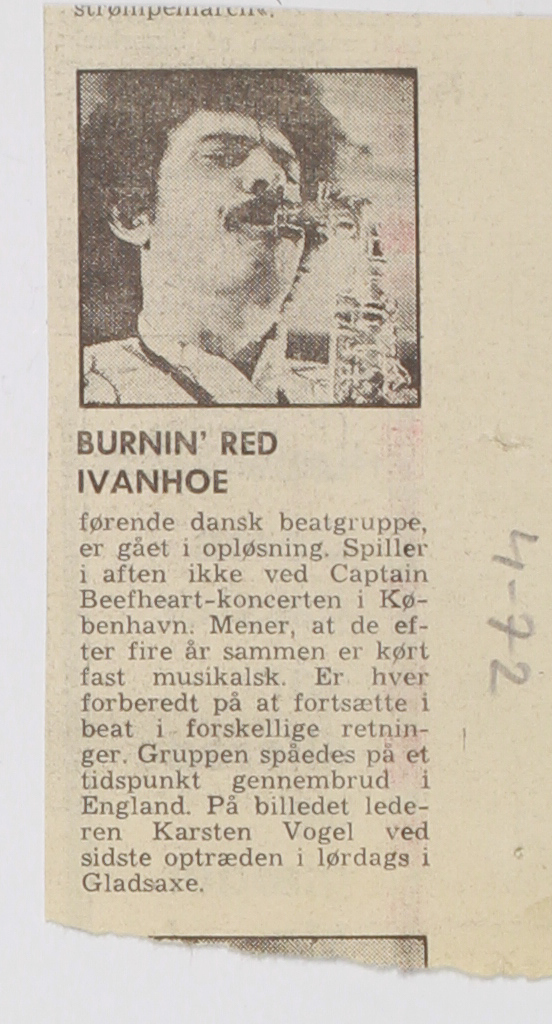 strømpemarch«.
BURNIN' RED
IVANHOE
førende dansk beatgruppe,
er gået i opløsning. Spiller
i aften ikke ved Captain
Beefheart-koncerten i Kø-
benhavn. Mener, at de ef-
ter fire år sammen er kørt
fast musikalsk. Er hver
forberedt på at fortsætte i
beat i forskellige retnin-
ger. Gruppen spåedes på et
tidspunkt gennembrud i
England. På billedet lede-
ren Karsten Vogel ved
sidste optræden i lørdags i
Gladsaxe.
4-72